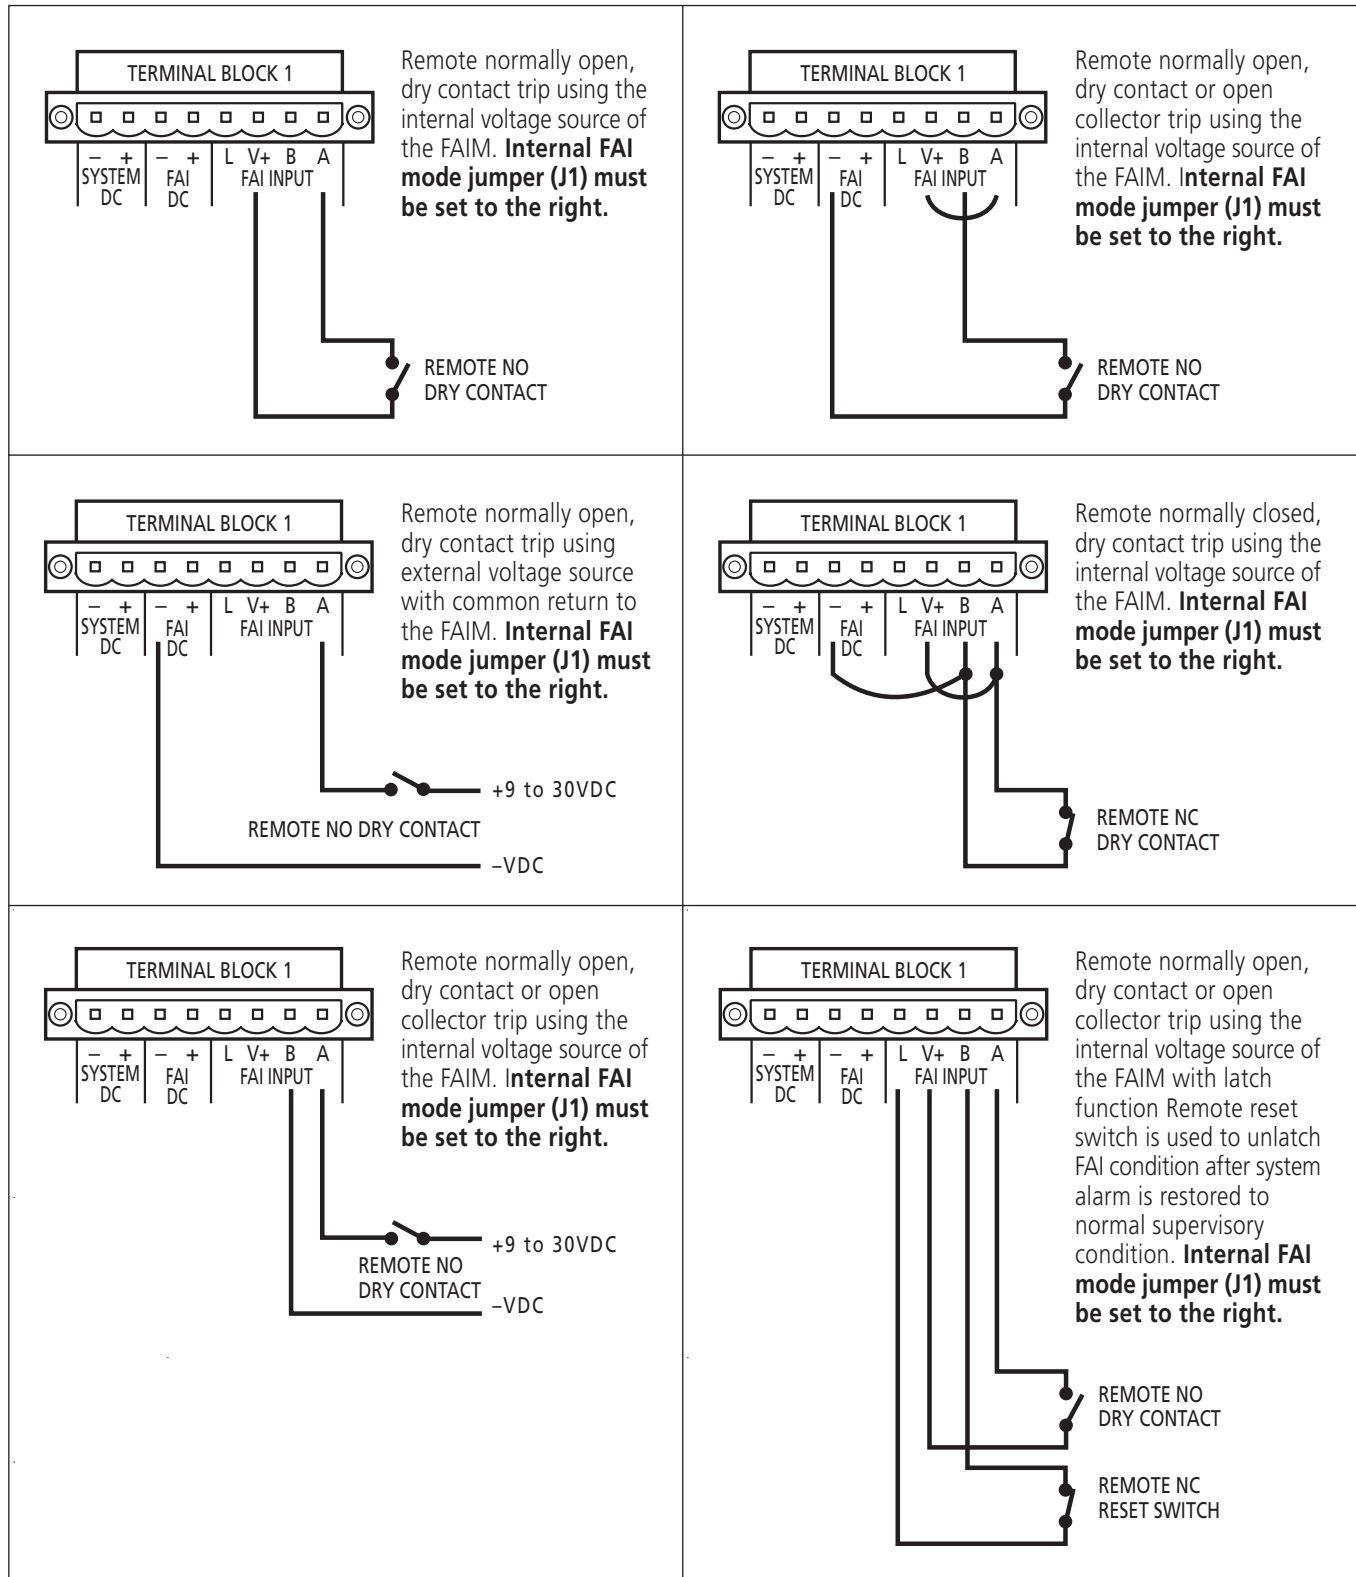 TERMINAL BLOCK 1
– + – + L V+ B A
SYSTEM FAI FAI INPUT
DC DC
Remote normally open,
dry contact trip using the
internal voltage source of
the FAIM. Internal FAI
mode jumper (J1) must
be set to the right.
REMOTE NO
DRY CONTACT
TERMINAL BLOCK 1
– + – + L V+ B A
SYSTEM FAI FAI INPUT
DC DC
Remote normally open,
dry contact or open
collector trip using the
internal voltage source of
the FAIM. Internal FAI
mode jumper (J1) must
be set to the right.
REMOTE NO
DRY CONTACT
TERMINAL BLOCK 1
– + – + L V+ B A
SYSTEM FAI FAI INPUT
DC DC
Remote normally open,
dry contact trip using
external voltage source
with common return to
the FAIM. Internal FAI
mode jumper (J1) must
be set to the right.
+9 to 30VDC
REMOTE NO DRY CONTACT
–VDC
TERMINAL BLOCK 1
– + – + L V+ B A
SYSTEM FAI FAI INPUT
DC DC
Remote normally closed,
dry contact trip using the
internal voltage source of
the FAIM. Internal FAI
mode jumper (J1) must
be set to the right.
REMOTE NC
DRY CONTACT
TERMINAL BLOCK 1
– + – + L V+ B A
SYSTEM FAI FAI INPUT
DC DC
Remote normally open,
dry contact or open
collector trip using the
internal voltage source of
the FAIM. Internal FAI
mode jumper (J1) must
be set to the right.
+9 to 30VDC
REMOTE NO
DRY CONTACT
–VDC
TERMINAL BLOCK 1
– + – + L V+ B A
SYSTEM FAI FAI INPUT
DC DC
Remote normally open,
dry contact or open
collector trip using the
internal voltage source of
the FAIM with latch
function Remote reset
switch is used to unlatch
FAI condition after system
alarm is restored to
normal supervisory
condition. Internal FAI
mode jumper (J1) must
be set to the right.
REMOTE NO
DRY CONTACT
REMOTE NC
RESET SWITCH